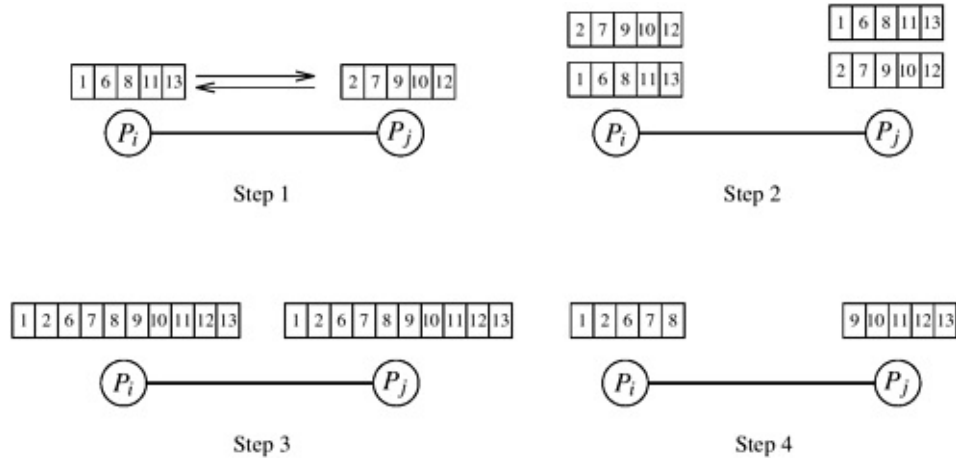 2 7 9 10 12 1 6 8 11 13
1 6 8 11 13 2 7 9 10 12 1 6 8 11 13 2 7 9 10 12
Pi Pj Pi Pj
Step 1 Step 2
1 2 6 7 8 9 10 11 12 13 1 2 6 7 8 9 10 11 12 13 1 2 6 7 8 9 10 11 12 13
Pi Pj Pi Pj
Step 3 Step 4